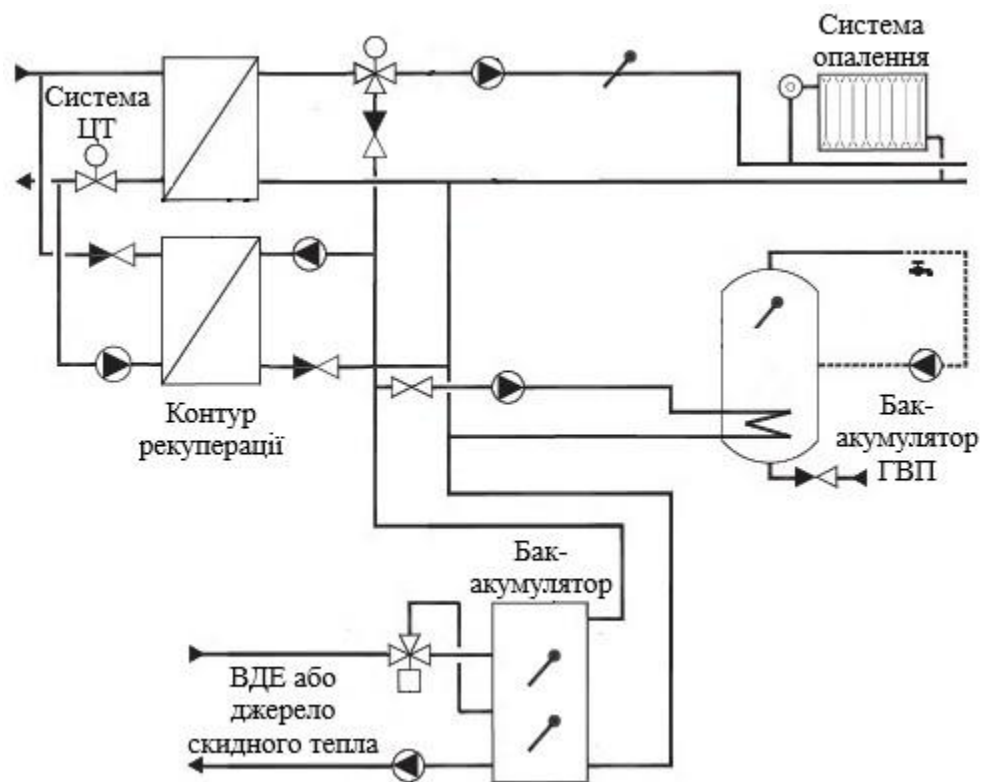 Система
опалення
Система
ЦТ
Контур
рекуперації
Бак-
акумулятор
ГВП
Бак-
акумулятор
ВДЕ або
джерело
скидного тепла